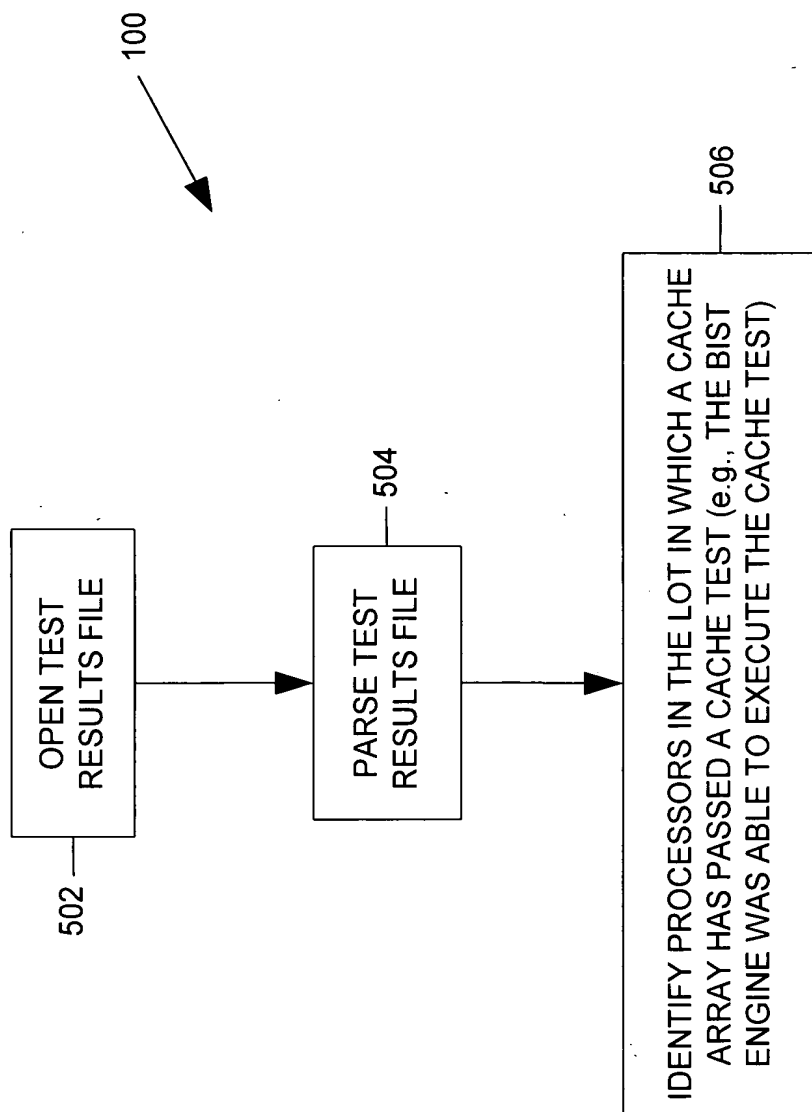 100
502
OPEN TEST
RESULTS FILE
504
PARSE TEST
RESULTS FILE
506
IDENTIFY PROCESSORS IN THE LOT IN WHICH A CACHE
ARRAY HAS PASSED A CACHE TEST (e.g., THE BIST
ENGINE WAS ABLE TO EXECUTE THE CACHE TEST)